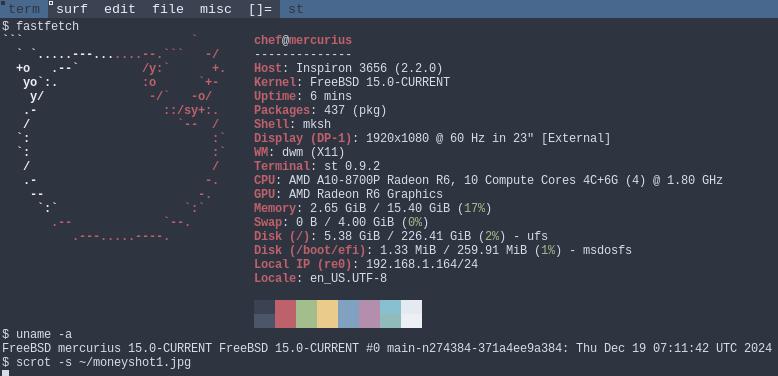 term surf edit file misc []= st
$ fastfetch
```                        `
  ` `.....---.......--.```   -/    chef@mercurius
  +o   .--`         /y:`      +.   --------------
   yo`:.            :o      `+-    Host: Inspiron 3656 (2.2.0)
    y/               -/`   -o/     Kernel: FreeBSD 15.0-CURRENT
   .-                  ::/sy+:.    Uptime: 6 mins
   /                     `--  /    Packages: 437 (pkg)
  `:                          :`   Shell: mksh
  `:                          :`   Display (DP-1): 1920x1080 @ 60 Hz in 23" [External]
   /                          /    WM: dwm (X11)
   .-                        -.    Terminal: st 0.9.2
    --                      -.     CPU: AMD A10-8700P Radeon R6, 10 Compute Cores 4C+6G (4) @ 1.80 GHz
     `:`                  `:`      GPU: AMD Radeon R6 Graphics
       .--             `--.        Memory: 2.65 GiB / 15.40 GiB (17%)
          .---.....----.           Swap: 0 B / 4.00 GiB (0%)
Disk (/): 5.38 GiB / 226.41 GiB (2%) - ufs
Disk (/boot/efi): 1.33 MiB / 259.91 MiB (1%) - msdosfs
Local IP (re0): 192.168.1.164/24
Locale: en_US.UTF-8
$ uname -a
FreeBSD mercurius 15.0-CURRENT FreeBSD 15.0-CURRENT #0 main-n274384-371a4ee9a384: Thu Dec 19 07:11:42 UTC 2024
$ scrot -s ~/moneyshot1.jpg